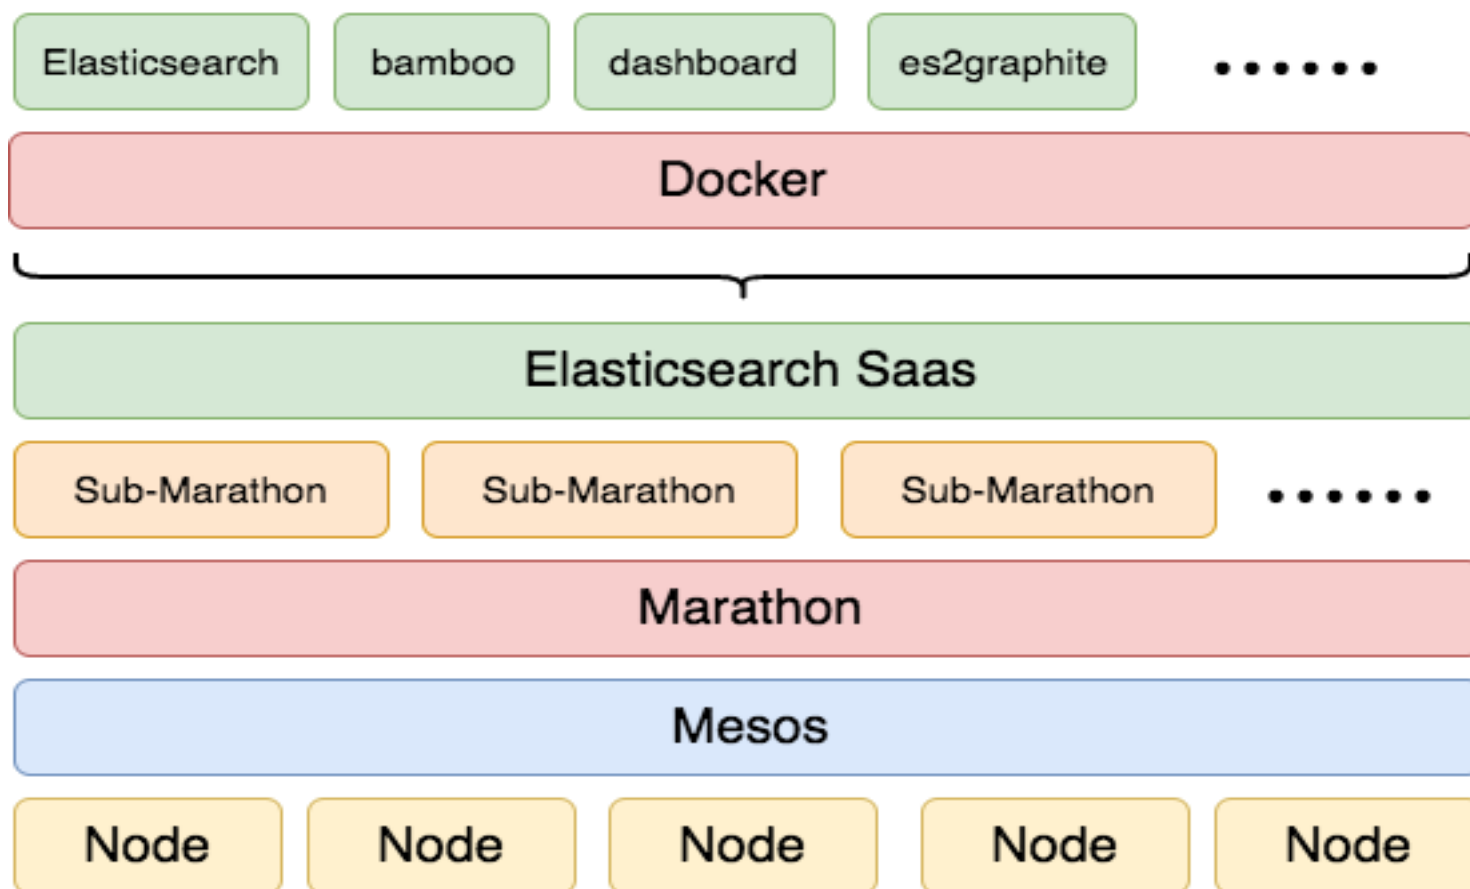 Elasticsearch bamboo dashboard es2graphite ......
Docker
Elasticsearch Saas
Sub-Marathon Sub-Marathon Sub-Marathon ......
Marathon
Mesos
Node Node Node Node Node